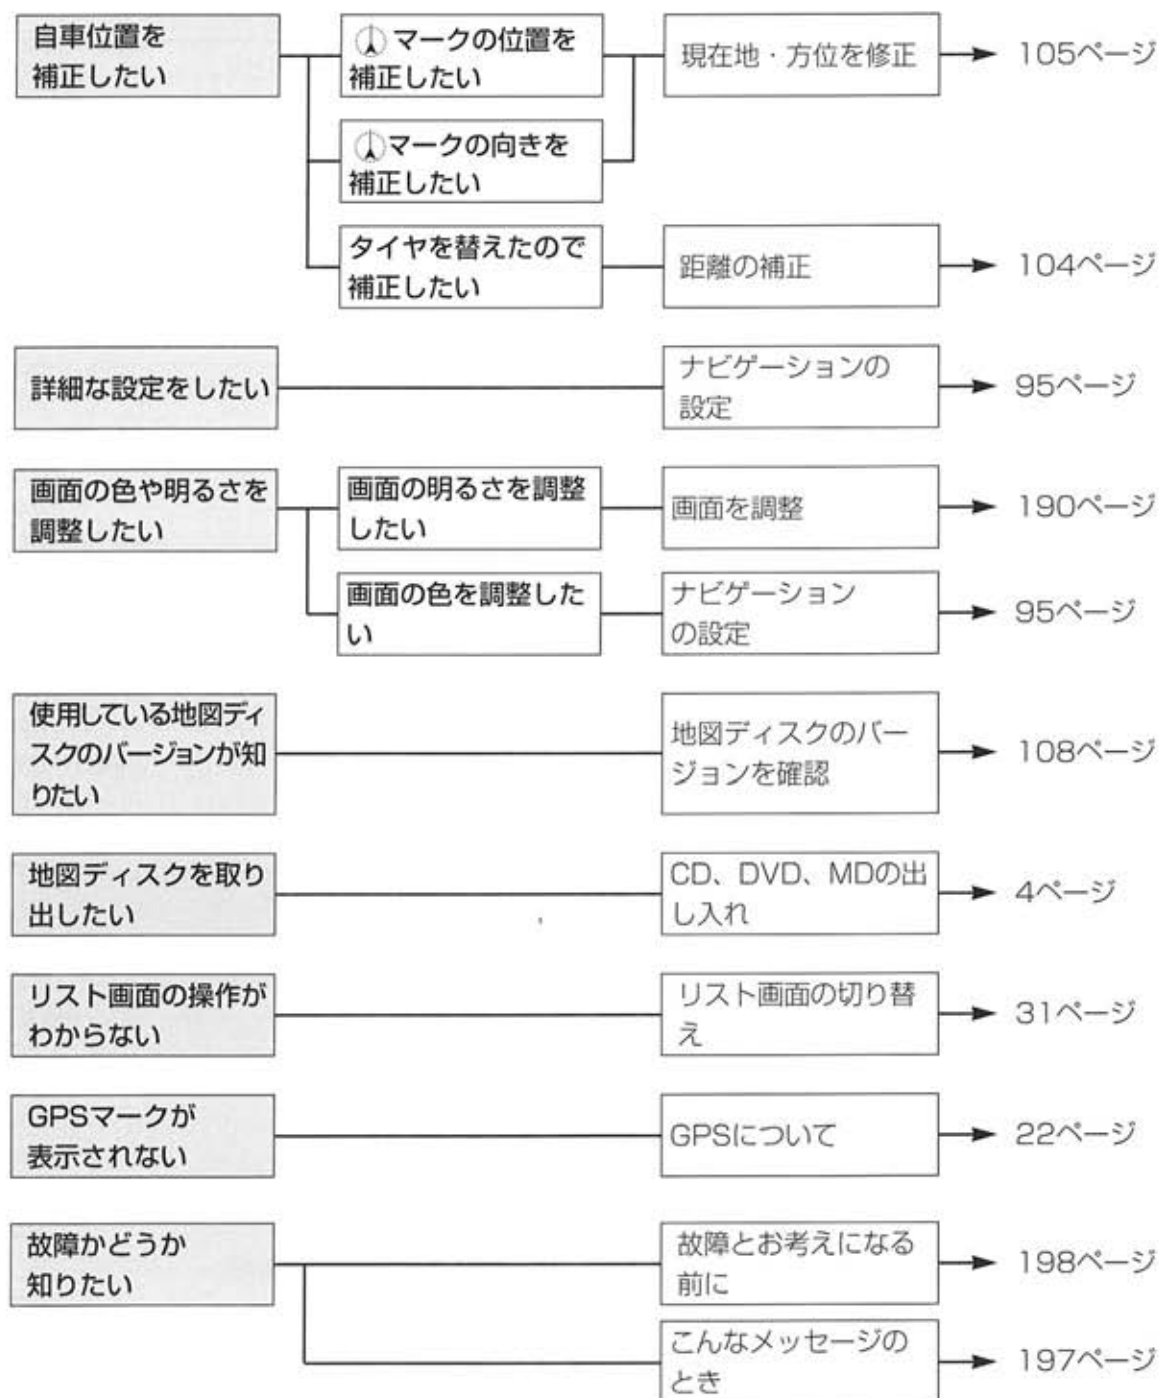 自車位置を
補正したい
マークの位置を
補正したい
現在地・方位を修正
105ページ
マークの向きを
補正したい
タイヤを替えたので
補正したい
距離の補正
104ページ
詳細な設定をしたい
ナビゲーションの
設定
95ページ
画面の色や明るさを
調整したい
画面の明るさを調整
したい
画面を調整
190ページ
画面の色を調整した
い
ナビゲーション
の設定
95ページ
使用している地図ディ
スクのバージョンが知
りたい
地図ディスクのバー
ジョンを確認
108ページ
地図ディスクを取り
出したい
CD、DVD、MDの出
し入れ
4ページ
リスト画面の操作が
わからない
リスト画面の切り替
え
31ページ
GPSマークが
表示されない
GPSについて
22ページ
故障かどうか
知りたい
故障とお考えになる
前に
198ページ
こんなメッセージの
とき
197ページ